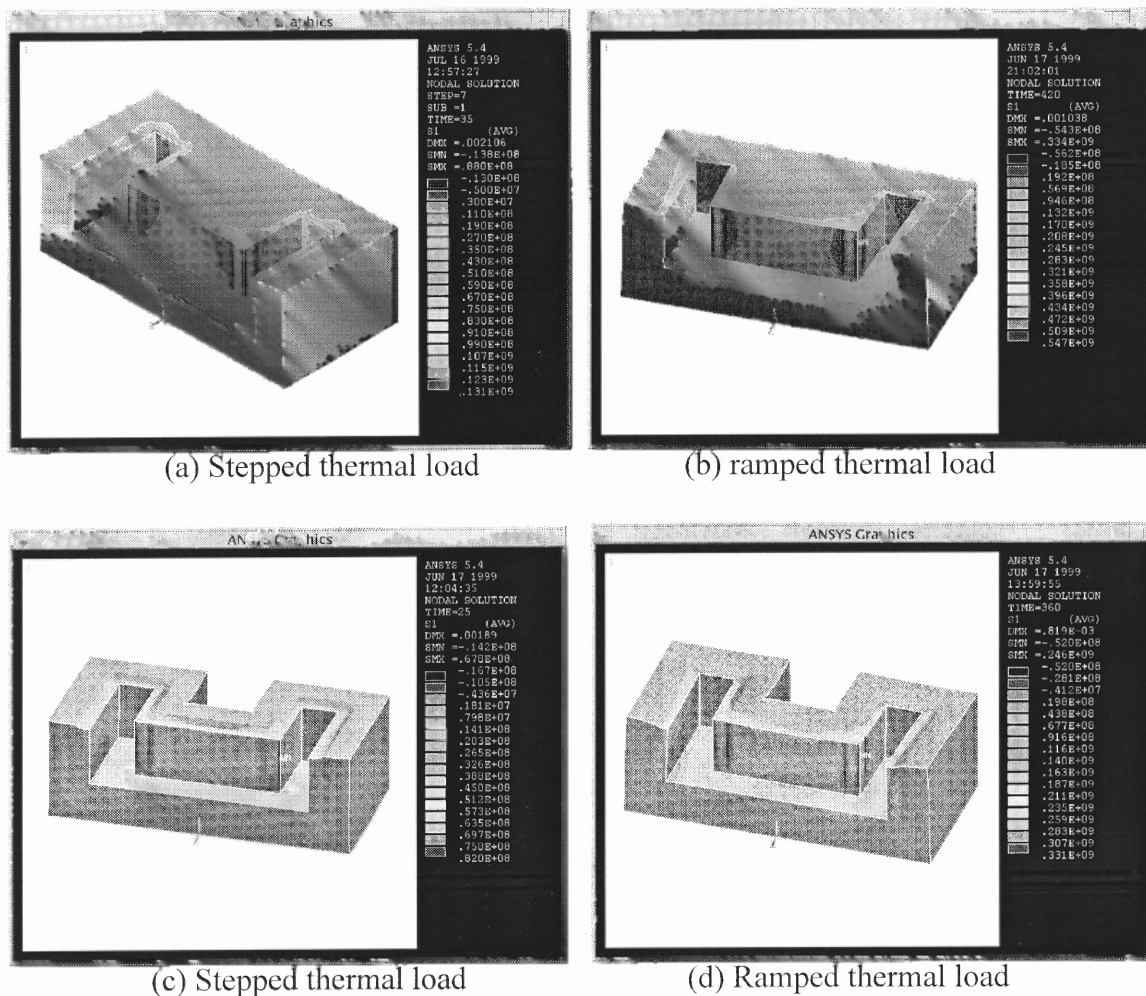 ANSYS 5.4
JUL 16 1999
12:57:27
NODAL SOLUTION
STEP=7
SUB =1
TIME=35
S1 (AVG)
DMX =.002106
SMN =-.138E+08
SMX =.880E+08
-.130E+08
-.500E+07
.300E+07
.110E+08
.190E+08
.270E+08
.350E+08
.430E+08
.510E+08
.590E+08
.670E+08
.750E+08
.830E+08
.910E+08
.990E+08
.107E+09
.115E+09
.123E+09
.131E+09
(a) Stepped thermal load
ANSYS 5.4
JUN 17 1999
21:02:01
NODAL SOLUTION
TIME=420
S1 (AVG)
DMX =.001038
SMN =-.543E+08
SMX =.334E+09
-.562E+08
-.185E+08
.192E+08
.569E+08
.946E+08
.132E+09
.170E+09
.208E+09
.245E+09
.283E+09
.321E+09
.358E+09
.396E+09
.434E+09
.472E+09
.509E+09
.547E+09
(b) ramped thermal load
ANSYS 5.4
JUN 17 1999
12:04:35
NODAL SOLUTION
TIME=25
S1 (AVG)
DMX =.00189
SMN =-.142E+08
SMX =.670E+08
-.167E+08
-.105E+08
-.436E+07
.181E+07
.798E+07
.141E+08
.203E+08
.265E+08
.326E+08
.388E+08
.450E+08
.512E+08
.573E+08
.635E+08
.697E+08
.758E+08
.820E+08
(c) Stepped thermal load
ANSYS Graphics
ANSYS 5.4
JUN 17 1999
13:59:55
NODAL SOLUTION
TIME=360
S1 (AVG)
DMX =.819E-03
SMN =-.520E+08
SMX =.246E+09
-.520E+08
-.281E+08
-.412E+07
.198E+08
.438E+08
.677E+08
.916E+08
.116E+09
.140E+09
.163E+09
.187E+09
.211E+09
.235E+09
.259E+09
.283E+09
.307E+09
.331E+09
(d) Ramped thermal load